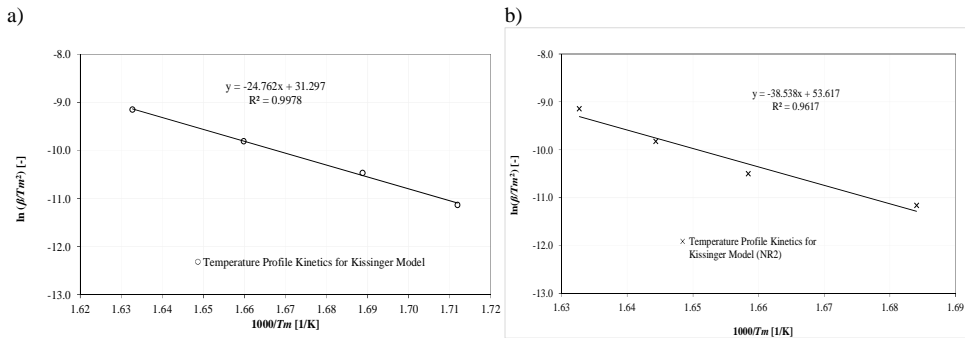 a)
-8.0
-9.0
-10.0
-11.0
-12.0
-13.0
y = -24.762x + 31.297
R² = 0.9978
Temperature Profile Kinetics for Kissinger Model
1.62 1.63 1.64 1.65 1.66 1.67 1.68 1.69 1.70 1.71 1.72
1000/Tm [1/K]
ln (β/Tm²) [-]
b)
-8.0
-9.0
-10.0
-11.0
-12.0
-13.0
y = -38.538x + 53.617
R² = 0.9617
Temperature Profile Kinetics for
Kissinger Model (NR2)
1.63 1.64 1.65 1.66 1.67 1.68 1.69
1000/Tm [1/K]
ln(β/Tm²) [-]